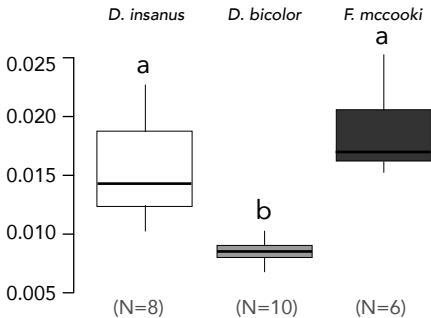 D. insanus D. bicolor F. mccooki
a
a
b
0.025
0.020
0.015
0.010
0.005
(N=8) (N=10) (N=6)